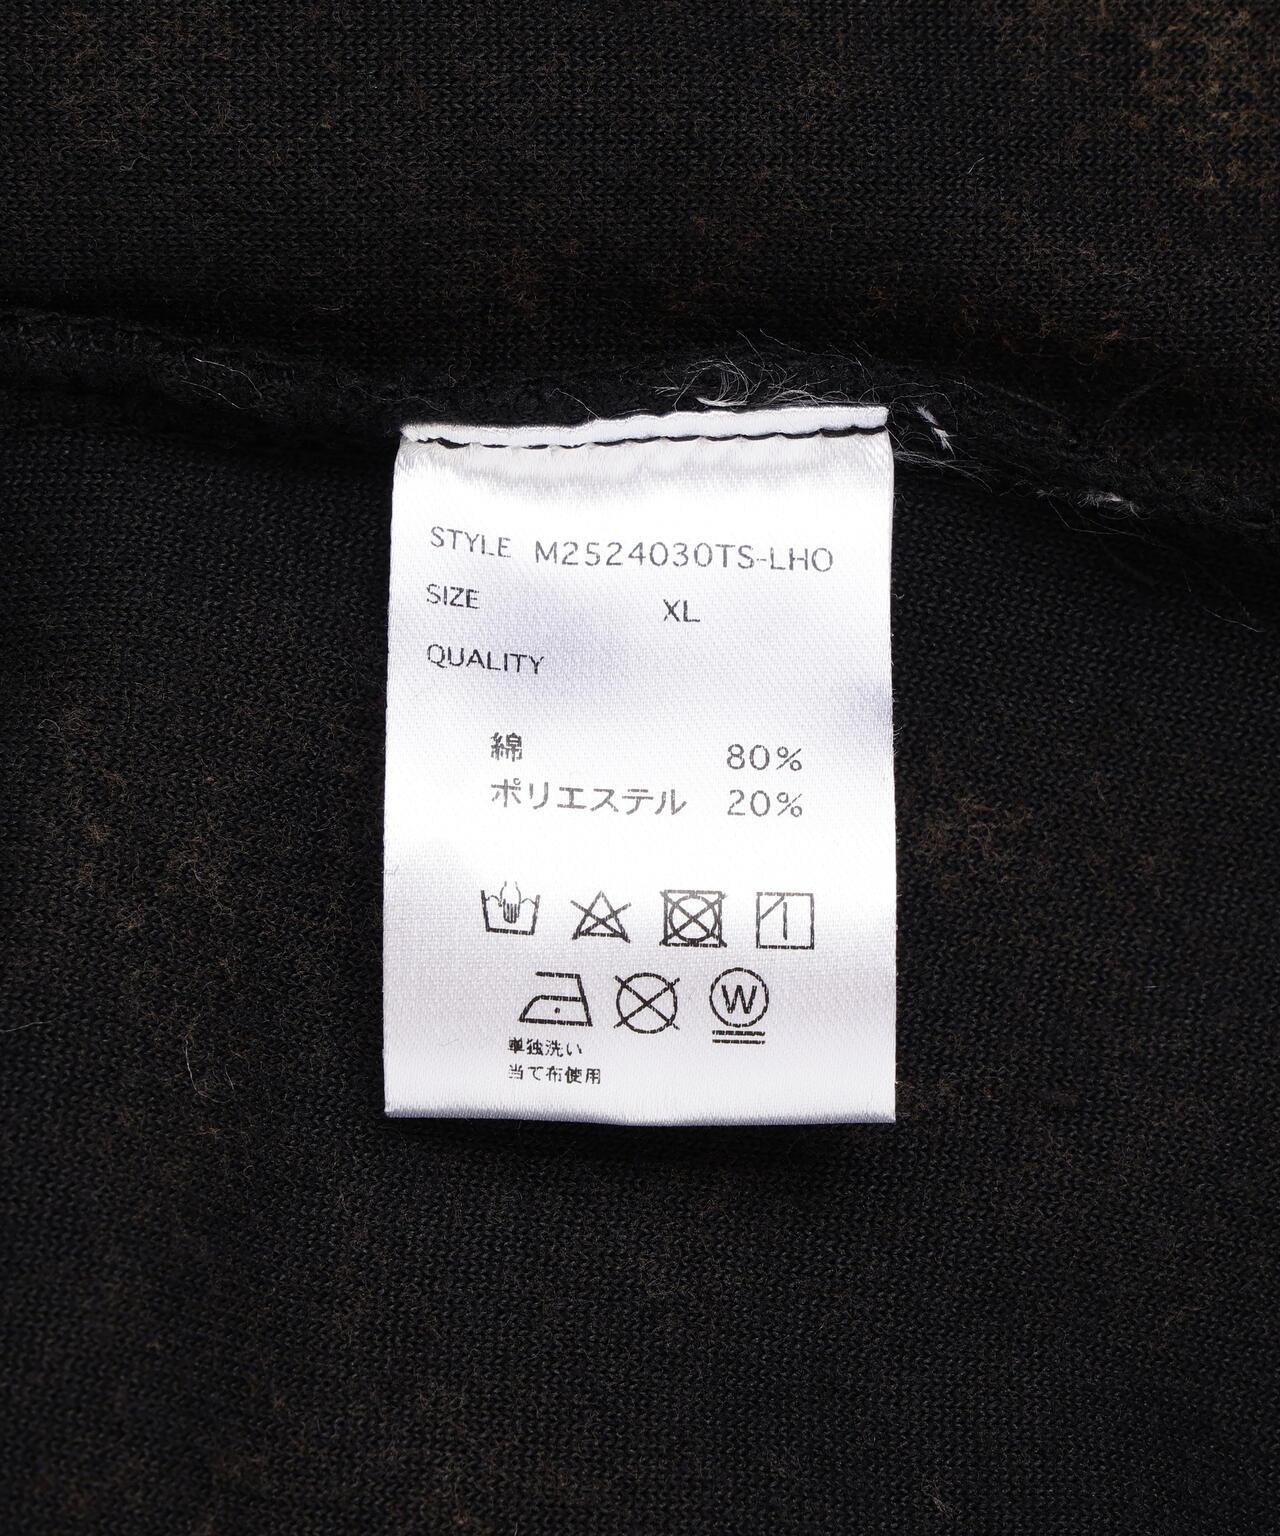 STYLE M2524030TS-LHO
SIZE XL
QUALITY
綿 80%
ポリエステル 20%
W
単独洗い
当て布使用